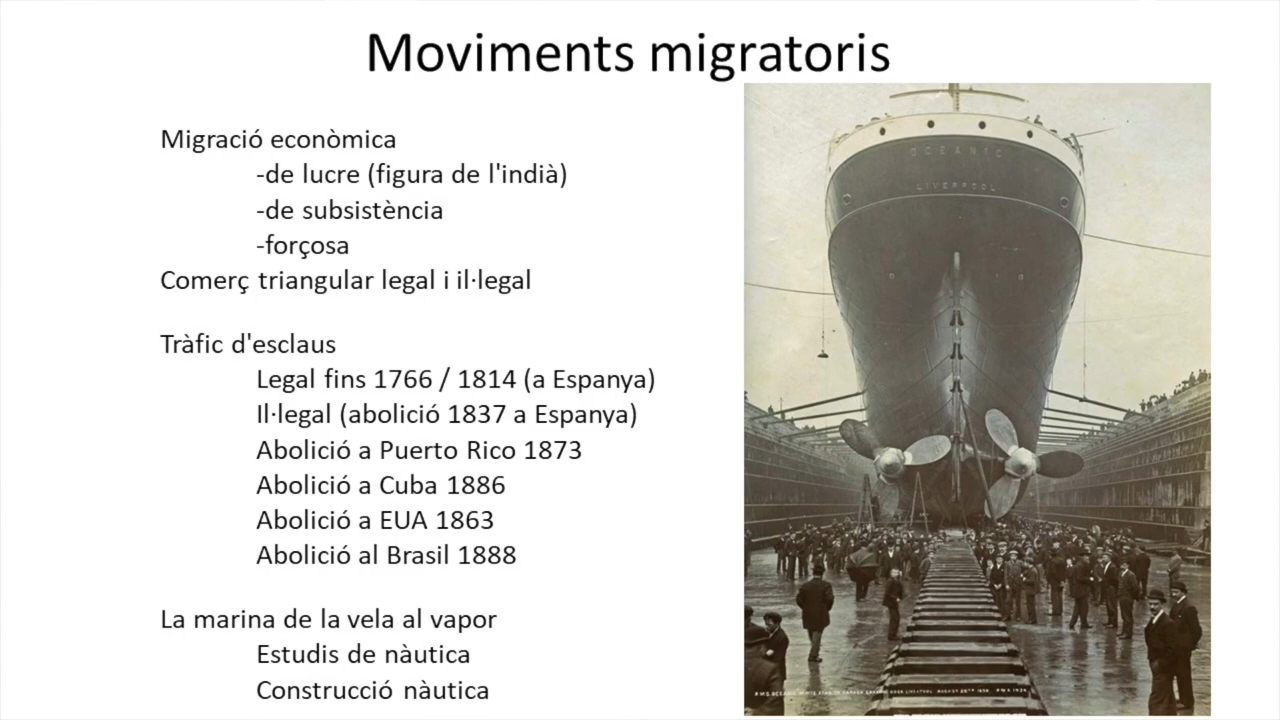 Moviments migratoris
Migració econòmica
-de lucre (figura de l'indià)
-de subsistència
-forçosa
Comerç triangular legal i il·legal
Tràfic d'esclaus
Legal fins 1766 / 1814 (a Espanya)
Il·legal (abolició 1837 a Espanya)
Abolició a Puerto Rico 1873
Abolició a Cuba 1886
Abolició a EUA 1863
Abolició al Brasil 1888
La marina de la vela al vapor
Estudis de nàutica
Construcció nàutica
OCEANIC
LIVERPOOL